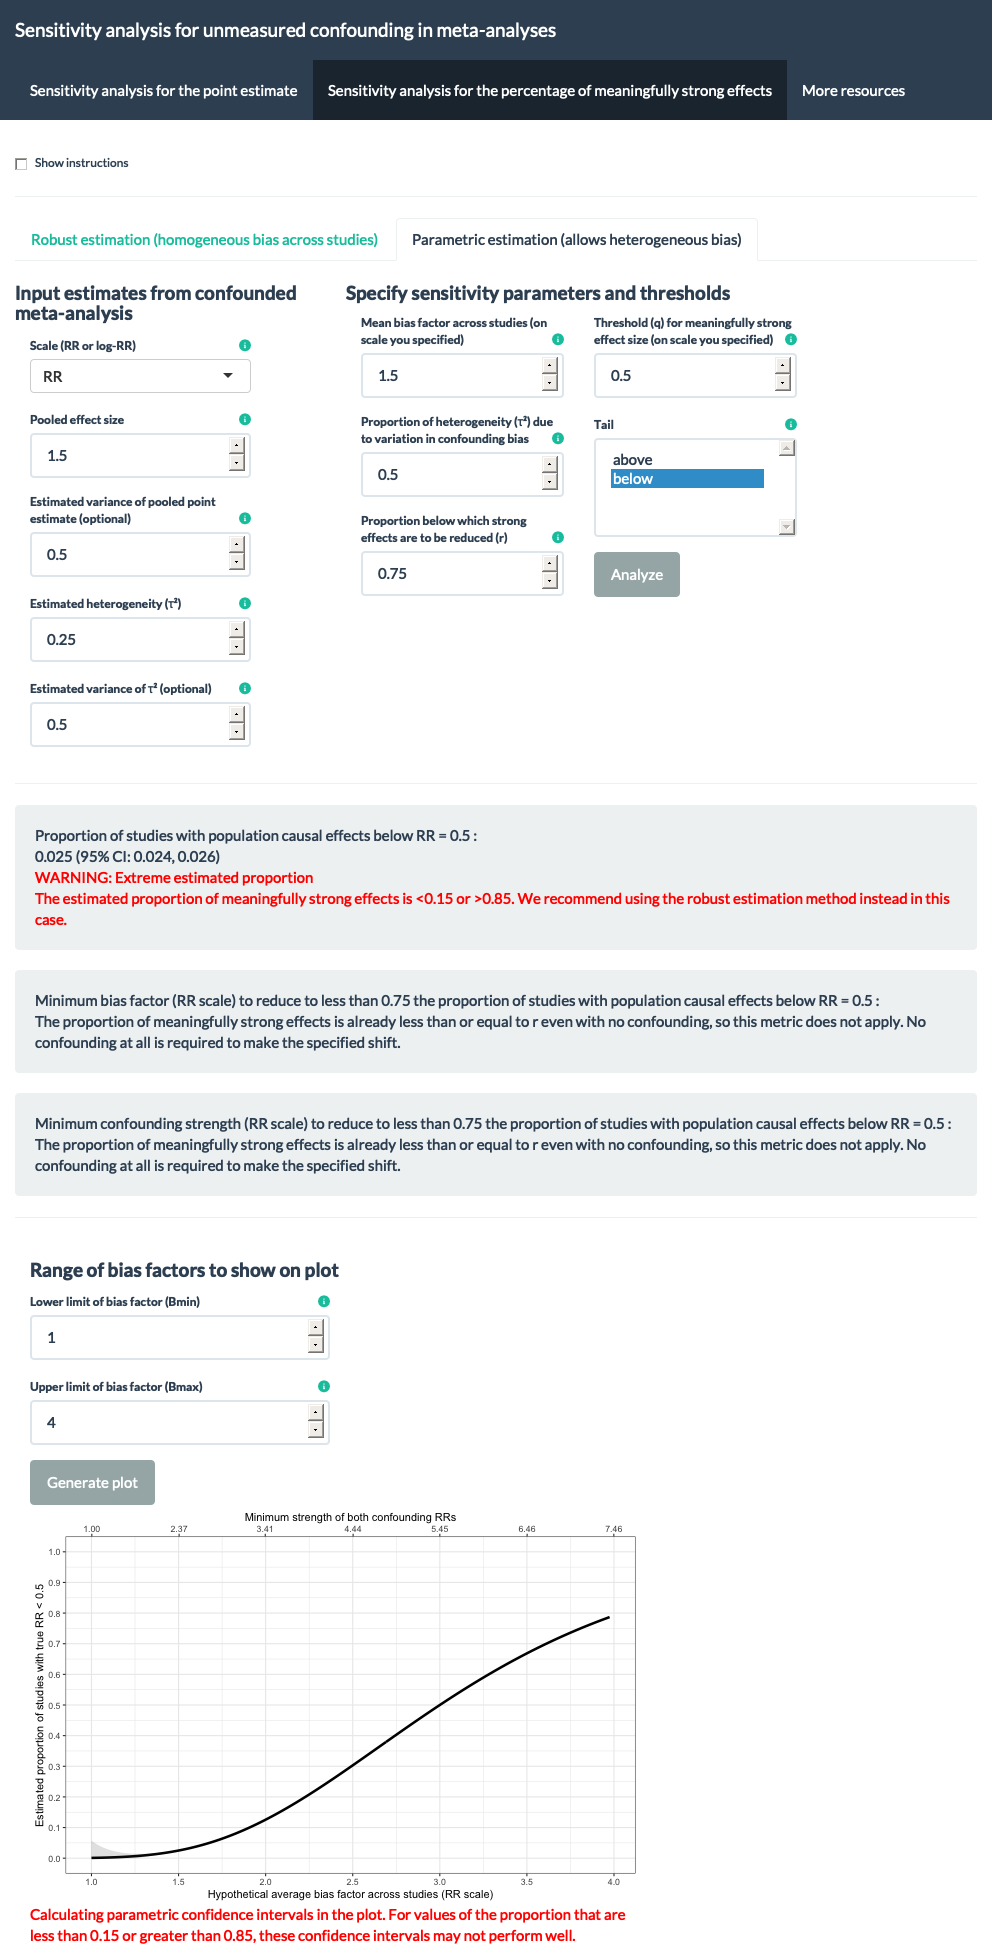 Sensitivity analysis for unmeasured confounding in meta-analyses
Sensitivity analysis for the point estimate
Sensitivity analysis for the percentage of meaningfully strong effects
More resources
Show instructions
Robust estimation (homogeneous bias across studies)
Parametric estimation (allows heterogeneous bias)
Input estimates from confounded
meta-analysis
Scale (RR or log-RR)
RR
Pooled effect size
1.5
Estimated variance of pooled point
estimate (optional)
0.5
Estimated heterogeneity (τ²)
0.25
Estimated variance of τ² (optional)
0.5
Specify sensitivity parameters and thresholds
Mean bias factor across studies (on
scale you specified)
1.5
Proportion of heterogeneity (τ²) due
to variation in confounding bias
0.5
Proportion below which strong
effects are to be reduced (r)
0.75
Threshold (q) for meaningfully strong
effect size (on scale you specified)
0.5
Tail
above
below
Analyze
Proportion of studies with population causal effects below RR = 0.5 :
0.025 (95% CI: 0.024, 0.026)
WARNING: Extreme estimated proportion
The estimated proportion of meaningfully strong effects is <0.15 or >0.85. We recommend using the robust estimation method instead in this
case.
Minimum bias factor (RR scale) to reduce to less than 0.75 the proportion of studies with population causal effects below RR = 0.5 :
The proportion of meaningfully strong effects is already less than or equal to r even with no confounding, so this metric does not apply. No
confounding at all is required to make the specified shift.
Minimum confounding strength (RR scale) to reduce to less than 0.75 the proportion of studies with population causal effects below RR = 0.5 :
The proportion of meaningfully strong effects is already less than or equal to r even with no confounding, so this metric does not apply. No
confounding at all is required to make the specified shift.
Range of bias factors to show on plot
Lower limit of bias factor (Bmin)
1
Upper limit of bias factor (Bmax)
4
Generate plot
Minimum strength of both confounding RRs
1.00 2.37 3.41 4.44 5.45 6.46 7.46
Estimated proportion of studies with true RR < 0.5
1.0
0.9
0.8
0.7
0.6
0.5
0.4
0.3
0.2
0.1
0.0
1.0 1.5 2.0 2.5 3.0 3.5 4.0
Hypothetical average bias factor across studies (RR scale)
Calculating parametric confidence intervals in the plot. For values of the proportion that are
less than 0.15 or greater than 0.85, these confidence intervals may not perform well.